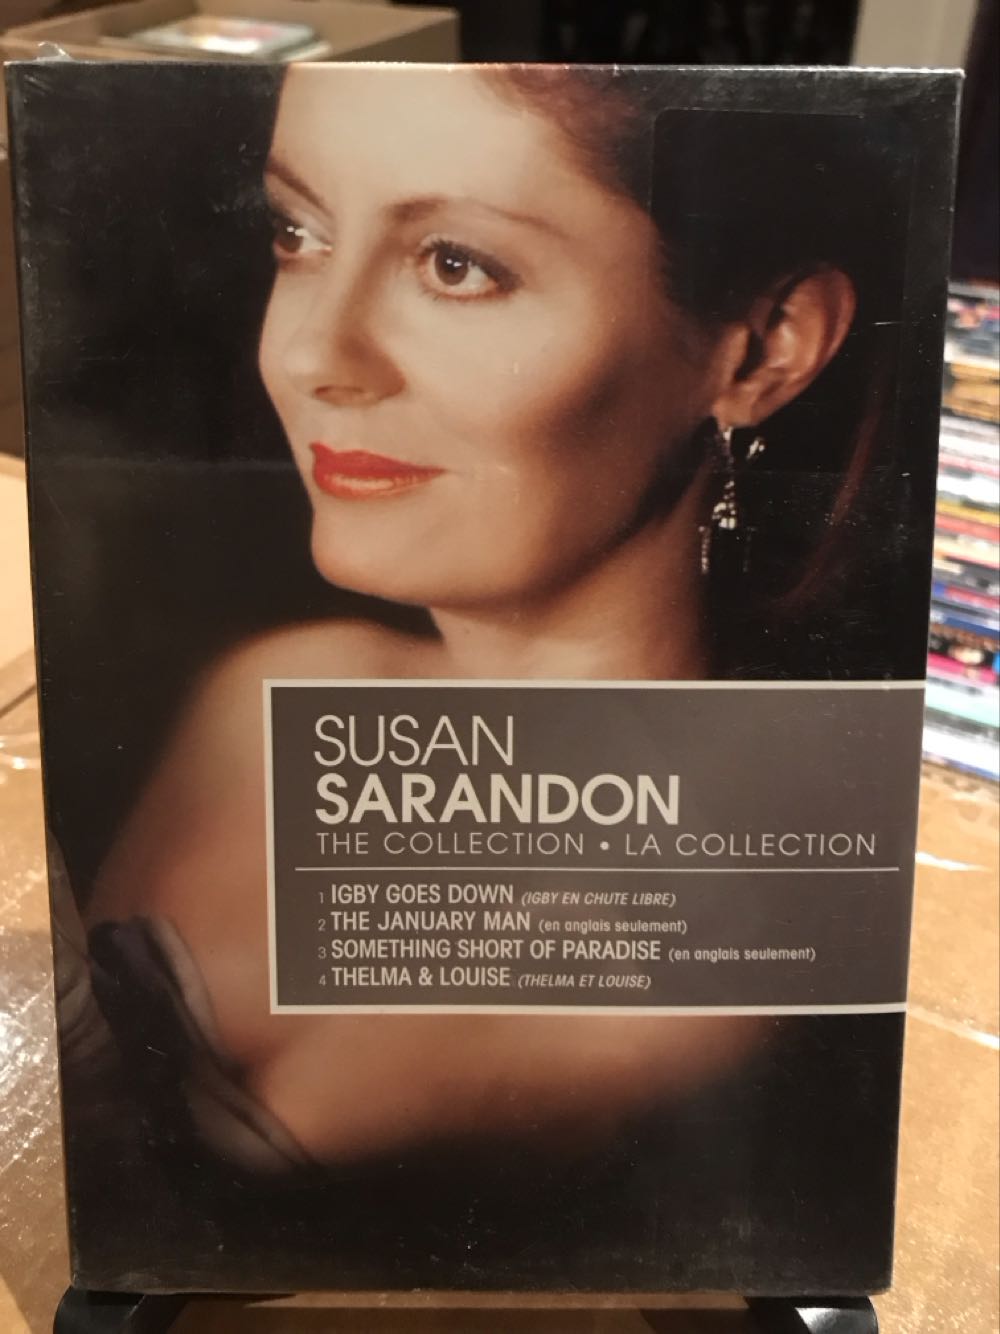 SUSAN
SARANDON
THE COLLECTION • LA COLLECTION
1 IGBY GOES DOWN (IGBY EN CHUTE LIBRE)
2 THE JANUARY MAN (en anglais seulement)
3 SOMETHING SHORT OF PARADISE (en anglais seulement)
4 THELMA & LOUISE (THELMA ET LOUISE)